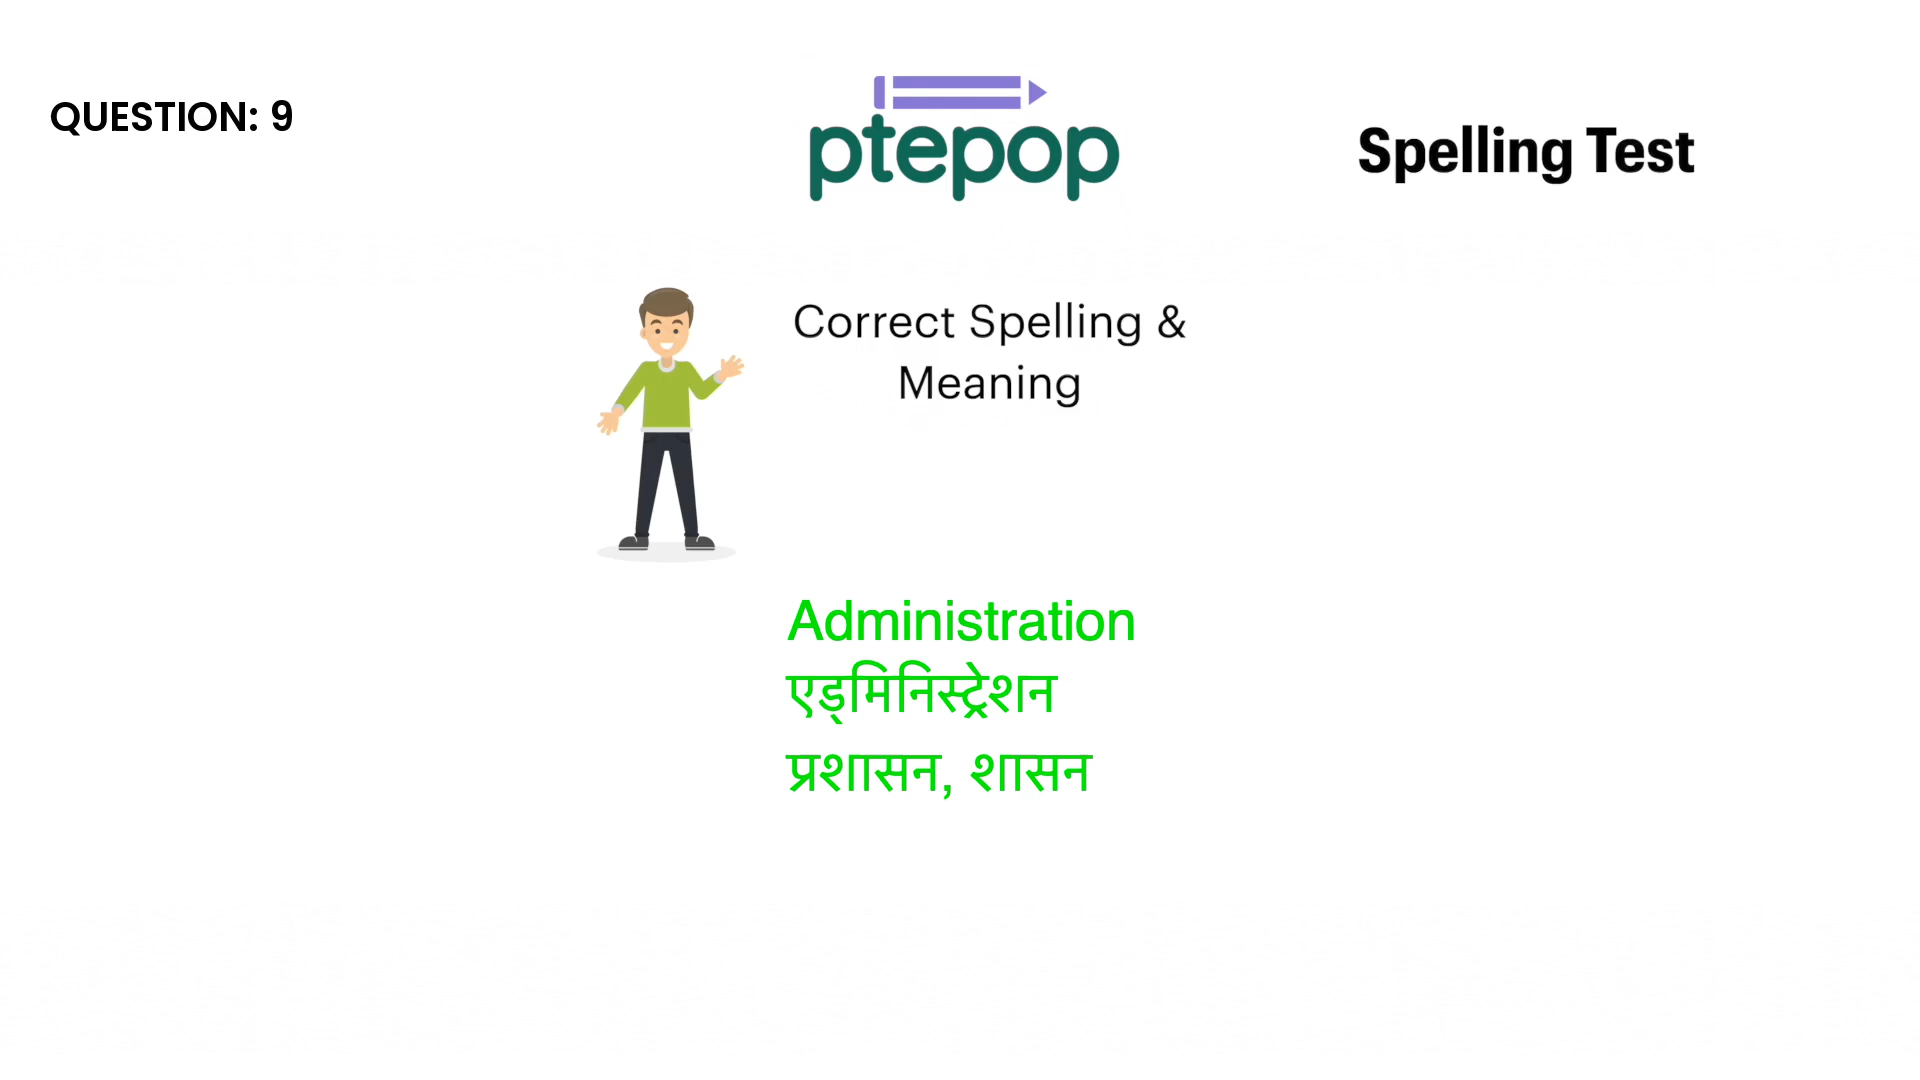 QUESTION: 9
ptepop
Spelling Test
Correct Spelling &
Meaning
Administration
एड्मिनिस्ट्रेशन
प्रशासन, शासन